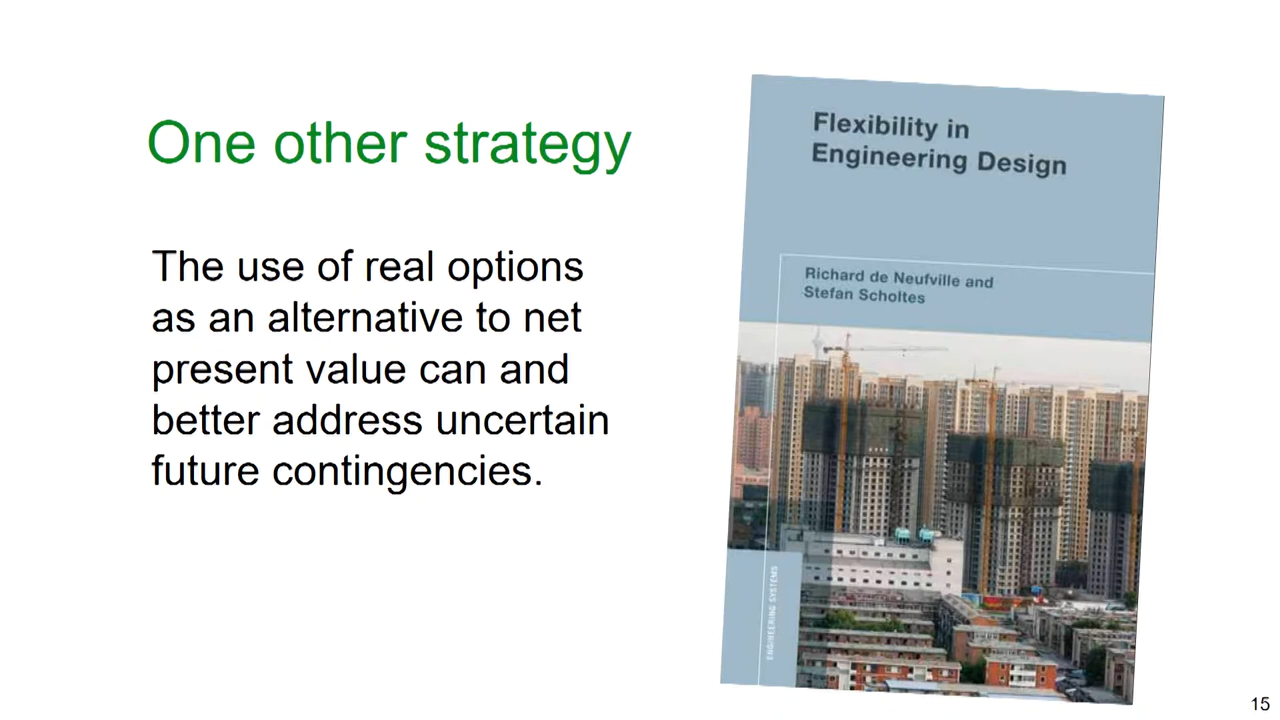 One other strategy
The use of real options
as an alternative to net
present value can and
better address uncertain
future contingencies.
Flexibility in
Engineering Design
Richard de Neufville and
Stefan Scholtes
ENGINEERING SYSTEMS
15